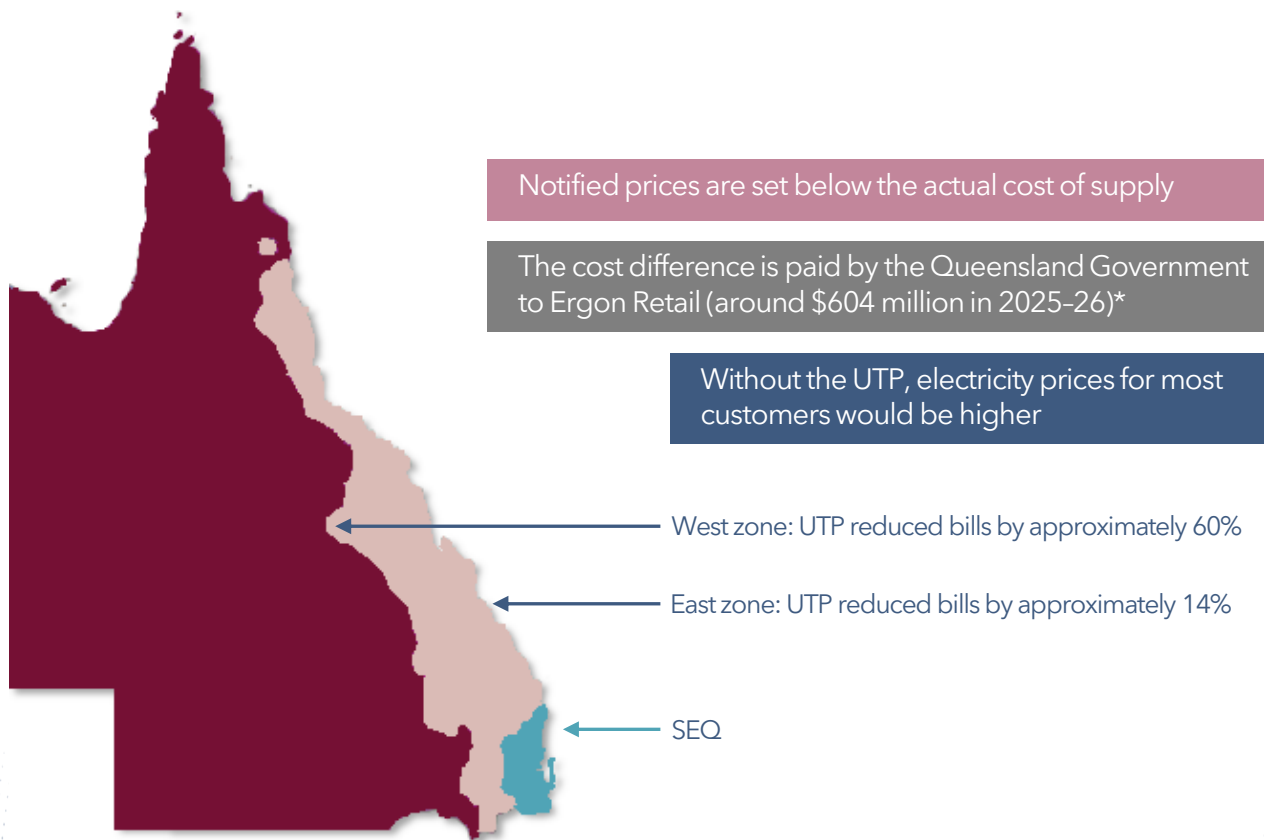 Notified prices are set below the actual cost of supply
The cost difference is paid by the Queensland Government
to Ergon Retail (around $604 million in 2025–26)*
Without the UTP, electricity prices for most
customers would be higher
West zone: UTP reduced bills by approximately 60%
East zone: UTP reduced bills by approximately 14%
SEQ